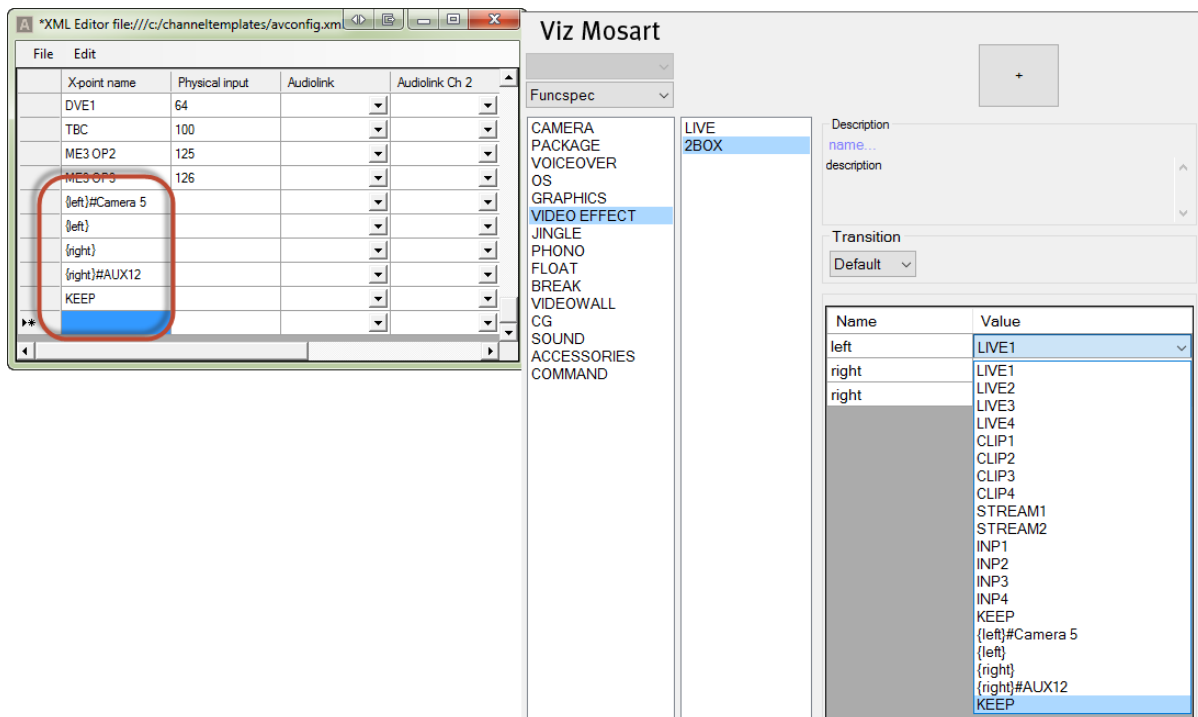 *XML Editor file:///c:/channeltemplates/avconfig.xml
File Edit
X-point name Physical input Audiolink Audiolink Ch 2
DVE1 64
TBC 100
ME3 OP2 125
ME3 OP3 126
{left}#Camera 5
{left}
{right}
{right}#AUX12
KEEP
Viz Mosart
Funcspec
CAMERA
PACKAGE
VOICEOVER
OS
GRAPHICS
VIDEO EFFECT
JINGLE
PHONO
FLOAT
BREAK
VIDEOWALL
CG
SOUND
ACCESSORIES
COMMAND
LIVE
2BOX
+
Description
name...
description
Transition
Default
Name Value
left LIVE1
right
right
LIVE1
LIVE2
LIVE3
LIVE4
CLIP1
CLIP2
CLIP3
CLIP4
STREAM1
STREAM2
INP1
INP2
INP3
INP4
KEEP
{left}#Camera 5
{left}
{right}
{right}#AUX12
KEEP